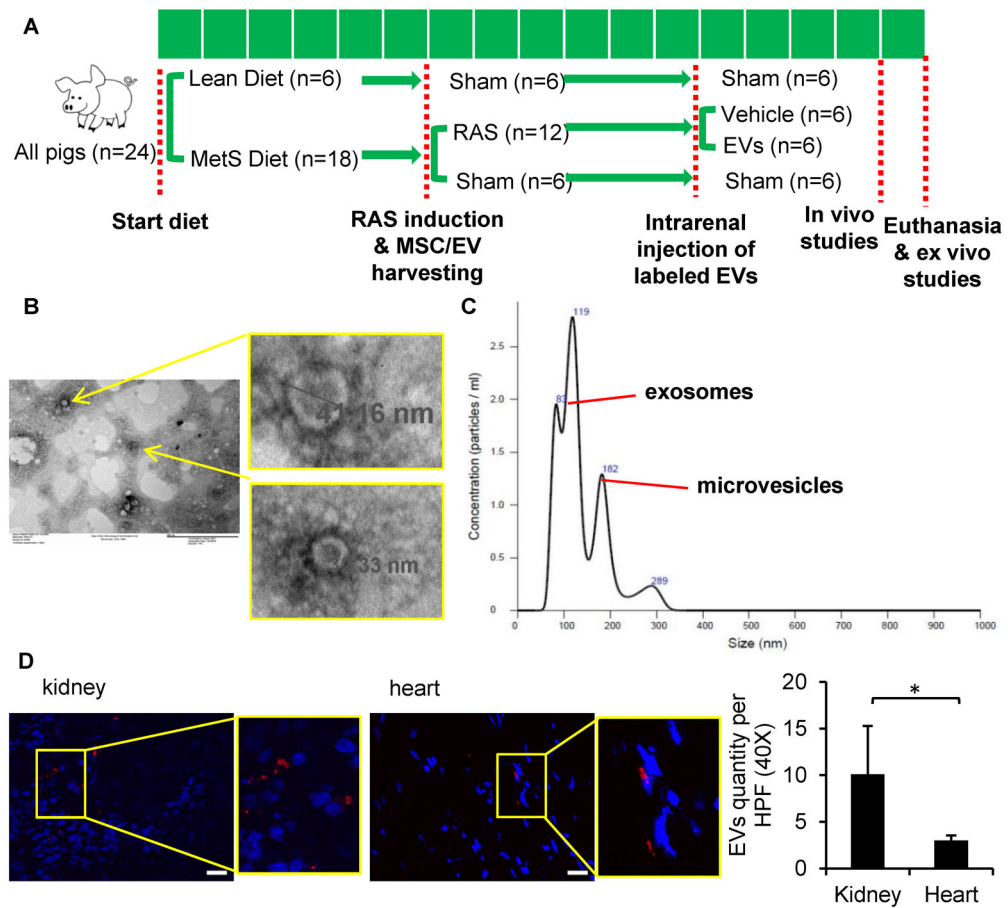 A
Lean Diet (n=6)
Sham (n=6)
Sham (n=6)
Vehicle (n=6)
RAS (n=12)
EVs (n=6)
All pigs (n=24)
MetS Diet (n=18)
Sham (n=6)
Sham (n=6)
Start diet
RAS induction
& MSC/EV
harvesting
Intrarenal
injection of
labeled EVs
In vivo
studies
Euthanasia
& ex vivo
studies
B
41.16 nm
33 nm
C
Concentration (particles / ml)
2.5
2.0
1.5
1.0
0.5
0
83
119
182
289
exosomes
microvesicles
0 100 200 300 400 500 600 700 800 900 1000
Size (nm)
D
kidney
heart
EVs quantity per
HPF (40X)
20
15
10
5
0
*
Kidney Heart